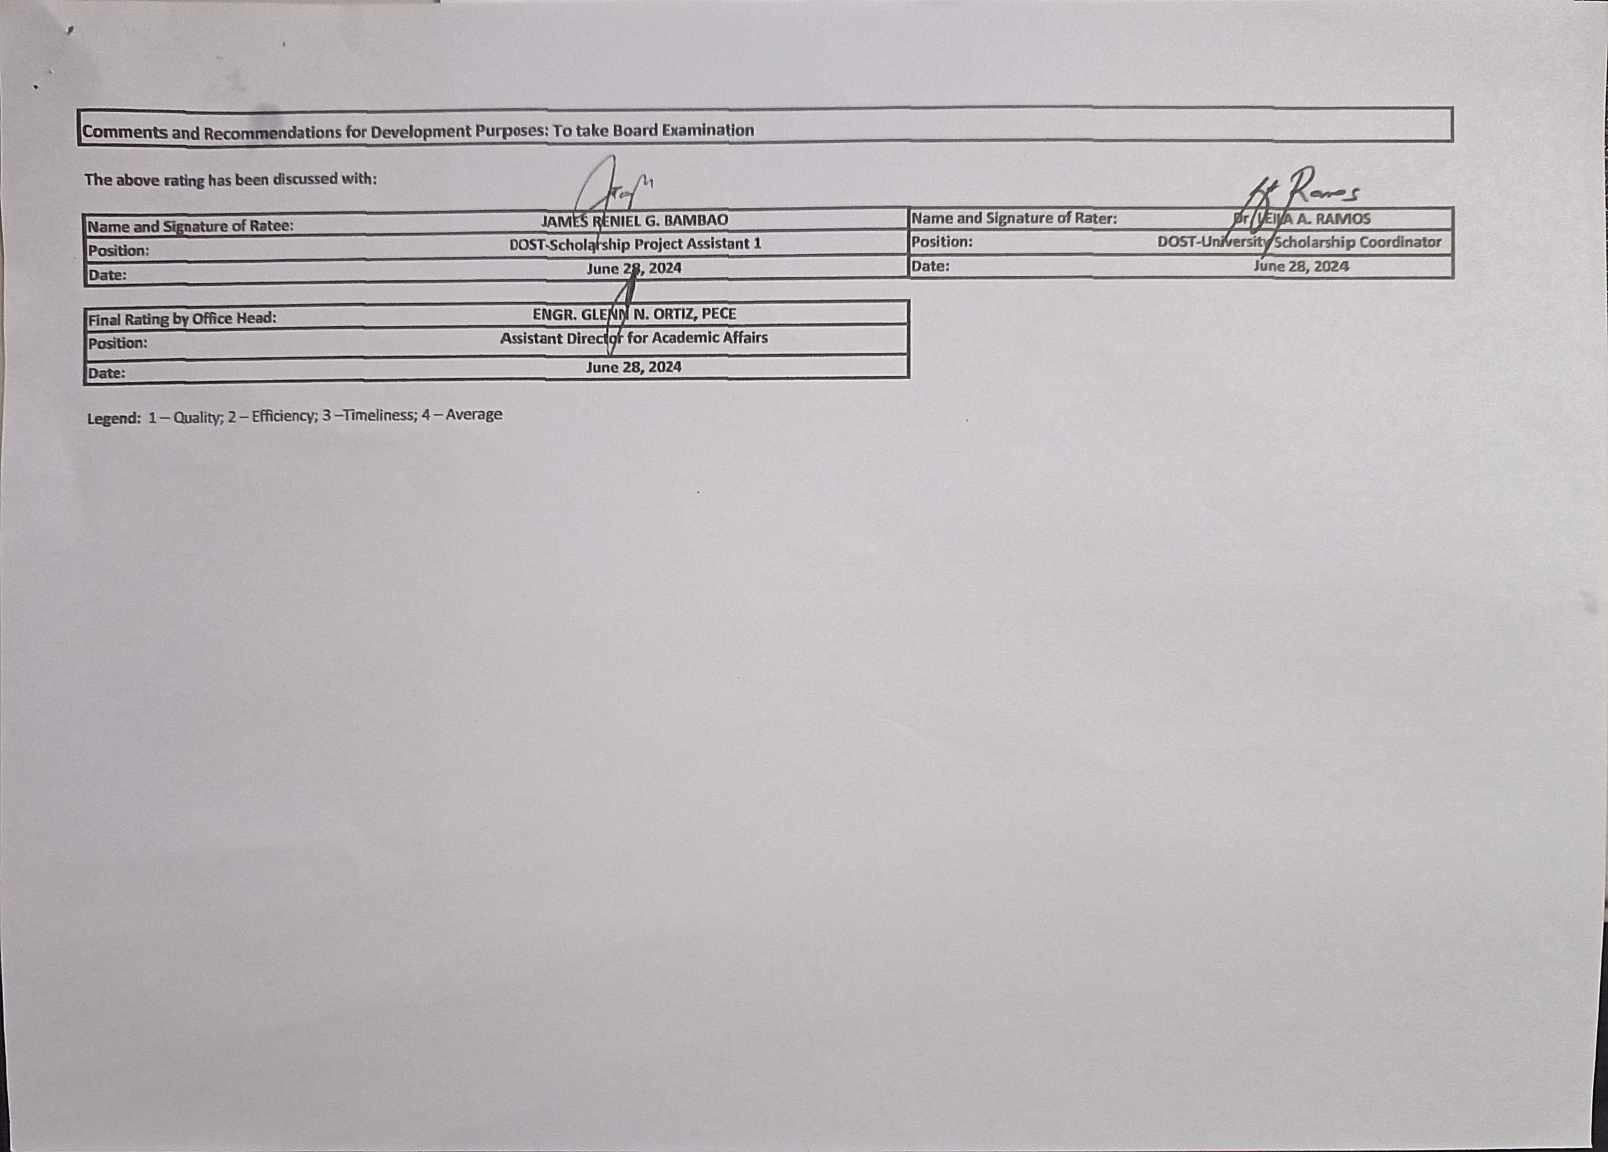 Comments and Recommendations for Development Purposes: To take Board Examination
The above rating has been discussed with:
Name and Signature of Ratee: JAMES RENIEL G. BAMBAO
Position: DOST-Scholarship Project Assistant 1
Date: June 28, 2024
Ramos
Name and Signature of Rater: Dr A. RAMOS
Position: DOST-University Scholarship Coordinator
Date: June 28, 2024
Final Rating by Office Head: ENGR. GLENN N. ORTIZ, PECE
Position: Assistant Director for Academic Affairs
Date: June 28, 2024
Legend: 1 – Quality; 2 – Efficiency; 3 –Timeliness; 4 – Average